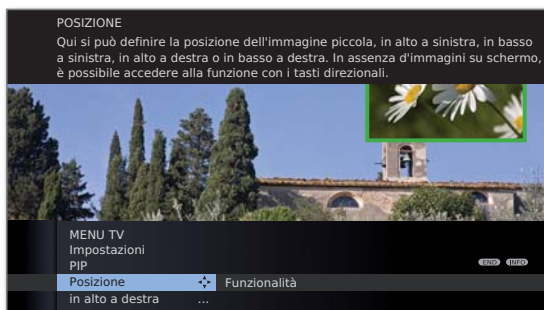 POSIZIONE
Qui si può definire la posizione dell'immagine piccola, in alto a sinistra, in basso
a sinistra, in alto a destra o in basso a destra. In assenza d'immagini su schermo,
è possibile accedere alla funzione con i tasti direzionali.
MENU TV
Impostazioni
PIP
END INFO
Posizione Funzionalità
in alto a destra ...